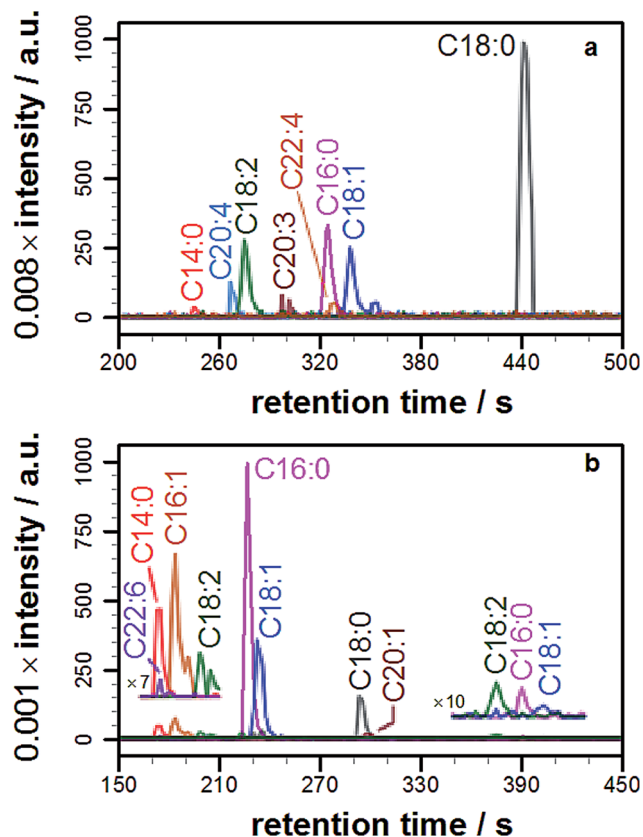 a
0.008 × intensity / a.u.
1000
750
500
250
0
C14:0
C20:4
C18:2
C20:3
C22:4
C16:0
C18:1
C18:0
200 260 320 380 440 500
retention time / s
b
0.001 × intensity / a.u.
1000
750
500
250
0
C22:6
C14:0
C16:1
C18:2
C16:0
C18:1
C18:0
C20:1
C18:2
C16:0
C18:1
×7
×10
150 210 270 330 390 450
retention time / s